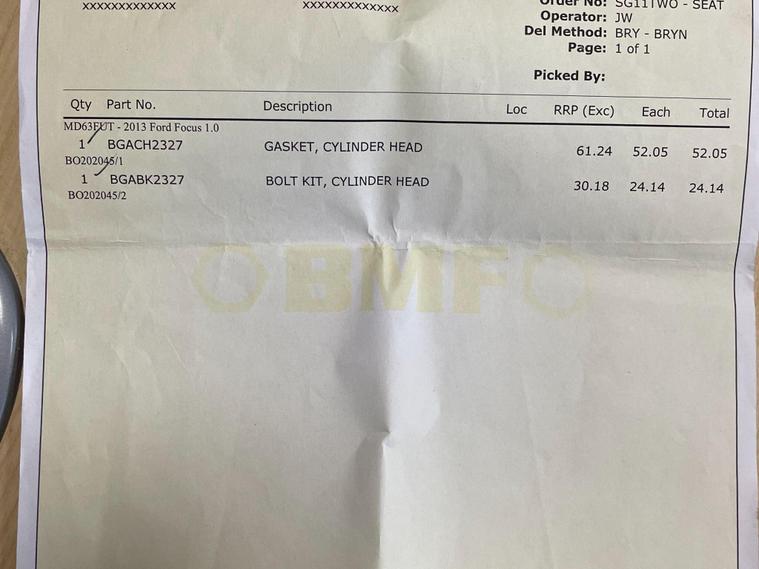 xxxxxxxxxxxxx xxxxxxxxxxxxx
Order No: SG11TWO - SEAT
Operator: JW
Del Method: BRY - BRYN
Page: 1 of 1
Picked By:
Qty Part No. Description Loc RRP (Exc) Each Total
MD63FUT - 2013 Ford Focus 1.0
1 BGACH2327 GASKET, CYLINDER HEAD 61.24 52.05 52.05
BO202045/1
1 BGABK2327 BOLT KIT, CYLINDER HEAD 30.18 24.14 24.14
BO202045/2
BMF